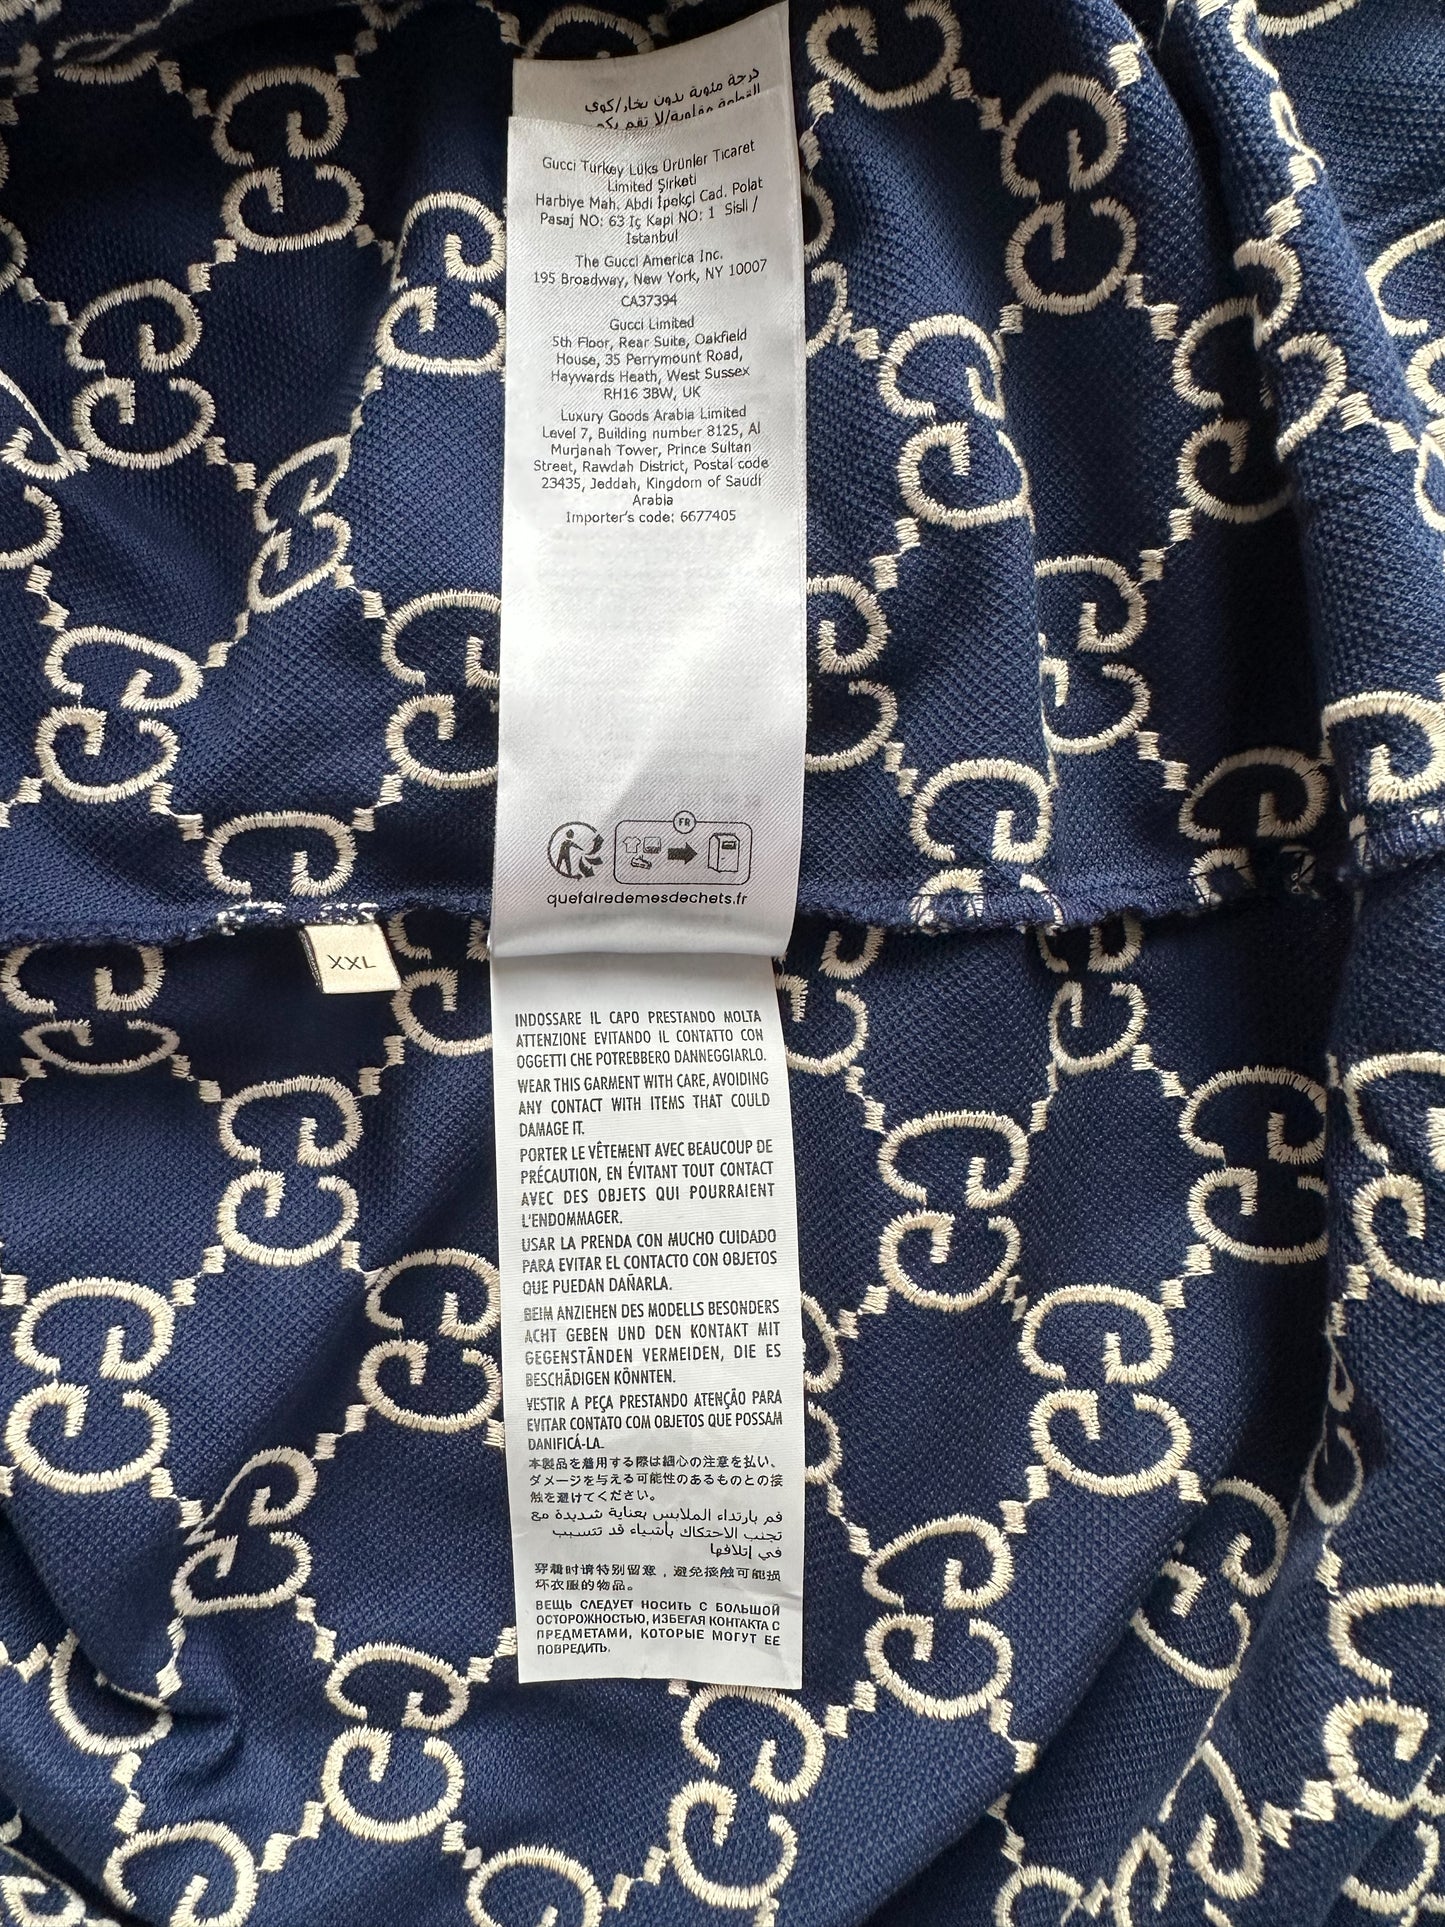 درجة مئوية بدون بخار/كوي
Gucci Turkey Lüks Ürünler Ticaret
Limited Şirketi
Harbiye Mah. Abdi İpekçi Cad. Polat
Pasaj NO: 63 İç Kapi NO: 1 Sisli /
Istanbul
The Gucci America Inc.
195 Broadway, New York, NY 10007
CA37394
Gucci Limited
5th Floor, Rear Suite, Oakfield
House, 35 Perrymount Road,
Haywards Heath, West Sussex
RH16 3BW, UK
Luxury Goods Arabia Limited
Level 7, Building number 8125, Al
Murjanah Tower, Prince Sultan
Street, Rawdah District, Postal code
23435, Jeddah, Kingdom of Saudi
Arabia
Importer's code: 6677405
FR
quefairedemesdechets.fr
XXL
INDOSSARE IL CAPO PRESTANDO MOLTA
ATTENZIONE EVITANDO IL CONTATTO CON
OGGETTI CHE POTREBBERO DANNEGGIARLO.
WEAR THIS GARMENT WITH CARE, AVOIDING
ANY CONTACT WITH ITEMS THAT COULD
DAMAGE IT.
PORTER LE VÊTEMENT AVEC BEAUCOUP DE
PRÉCAUTION, EN ÉVITANT TOUT CONTACT
AVEC DES OBJETS QUI POURRAIENT
L'ENDOMMAGER.
USAR LA PRENDA CON MUCHO CUIDADO
PARA EVITAR EL CONTACTO CON OBJETOS
QUE PUEDAN DAÑARLA.
BEIM ANZIEHEN DES MODELLS BESONDERS
ACHT GEBEN UND DEN KONTAKT MIT
GEGENSTÄNDEN VERMEIDEN, DIE ES
BESCHÄDIGEN KÖNNTEN.
VESTIR A PEÇA PRESTANDO ATENÇÃO PARA
EVITAR CONTATO COM OBJETOS QUE POSSAM
DANIFICÁ-LA.
本製品を着用する際は細心の注意を払い、
ダメージを与える可能性のあるものとの接
触を避けてください。
قم بارتداء الملابس بعناية شديدة مع
تجنب الاحتكاك بأشياء قد تتسبب
في إتلافها
穿着时请特别留意，避免接触可能损
坏衣服的物品。
ВЕЩЬ СЛЕДУЕТ НОСИТЬ С БОЛЬШОЙ
ОСТОРОЖНОСТЬЮ, ИЗБЕГАЯ КОНТАКТА С
ПРЕДМЕТАМИ, КОТОРЫЕ МОГУТ ЕЕ
ПОВРЕДИТЬ.